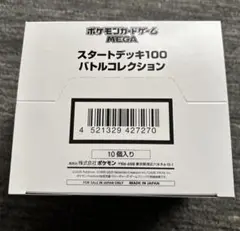 ポケモンカードゲーム
MEGA
スタートデッキ100
バトルコレクション
4 521329 427270
10個入り
株式会社ポケモン
FOR SALE IN JAPAN ONLY MADE IN JAPAN